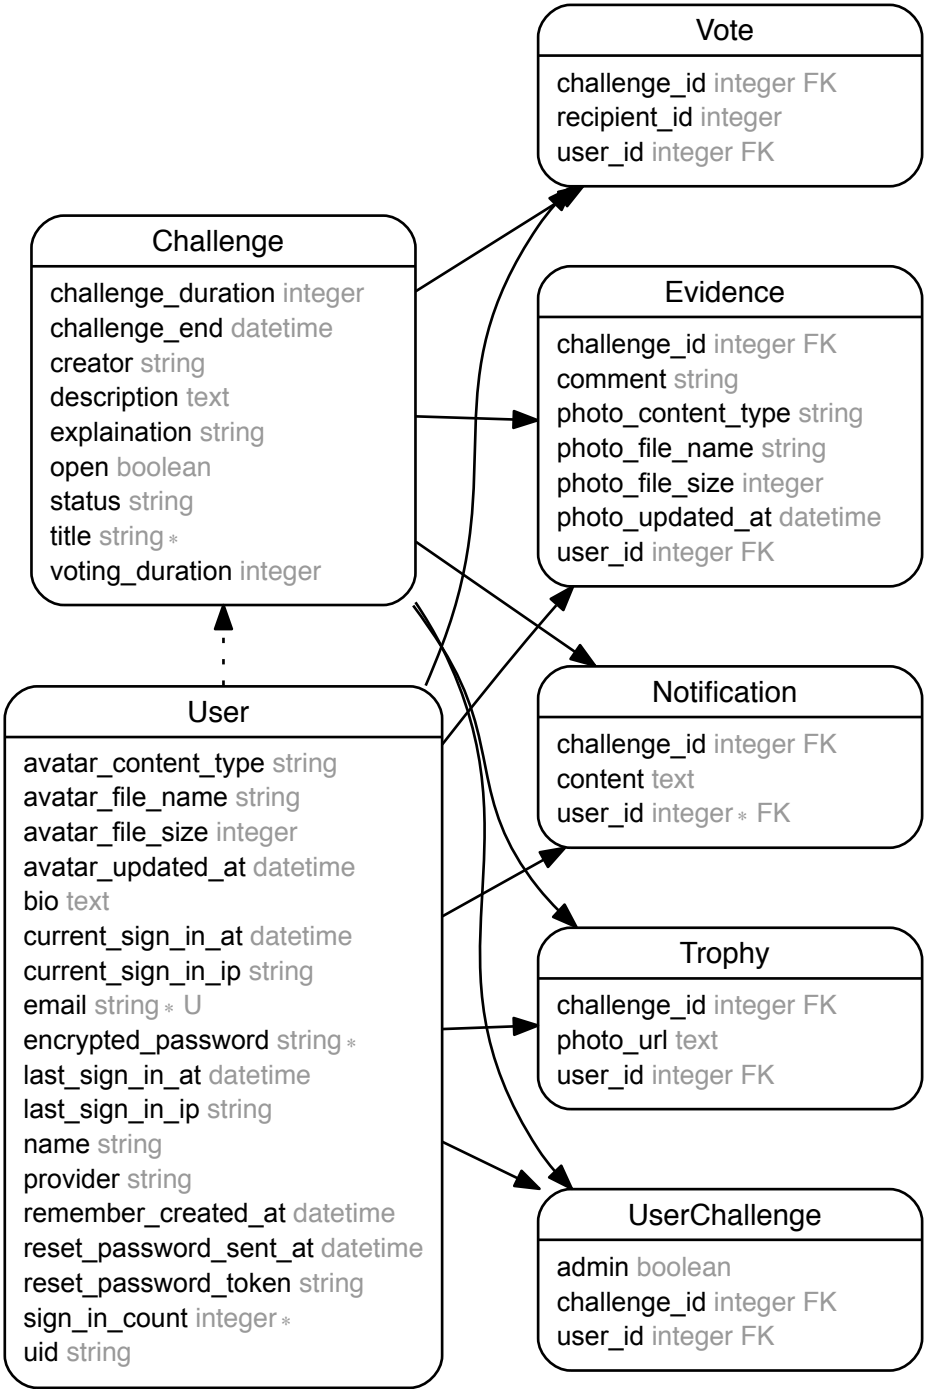 Vote
challenge_id integer FK
recipient_id integer
user_id integer FK
Challenge
challenge_duration integer
challenge_end datetime
creator string
description text
explaination string
open boolean
status string
title string *
voting_duration integer
Evidence
challenge_id integer FK
comment string
photo_content_type string
photo_file_name string
photo_file_size integer
photo_updated_at datetime
user_id integer FK
User
avatar_content_type string
avatar_file_name string
avatar_file_size integer
avatar_updated_at datetime
bio text
current_sign_in_at datetime
current_sign_in_ip string
email string * U
encrypted_password string *
last_sign_in_at datetime
last_sign_in_ip string
name string
provider string
remember_created_at datetime
reset_password_sent_at datetime
reset_password_token string
sign_in_count integer *
uid string
Notification
challenge_id integer FK
content text
user_id integer * FK
Trophy
challenge_id integer FK
photo_url text
user_id integer FK
UserChallenge
admin boolean
challenge_id integer FK
user_id integer FK